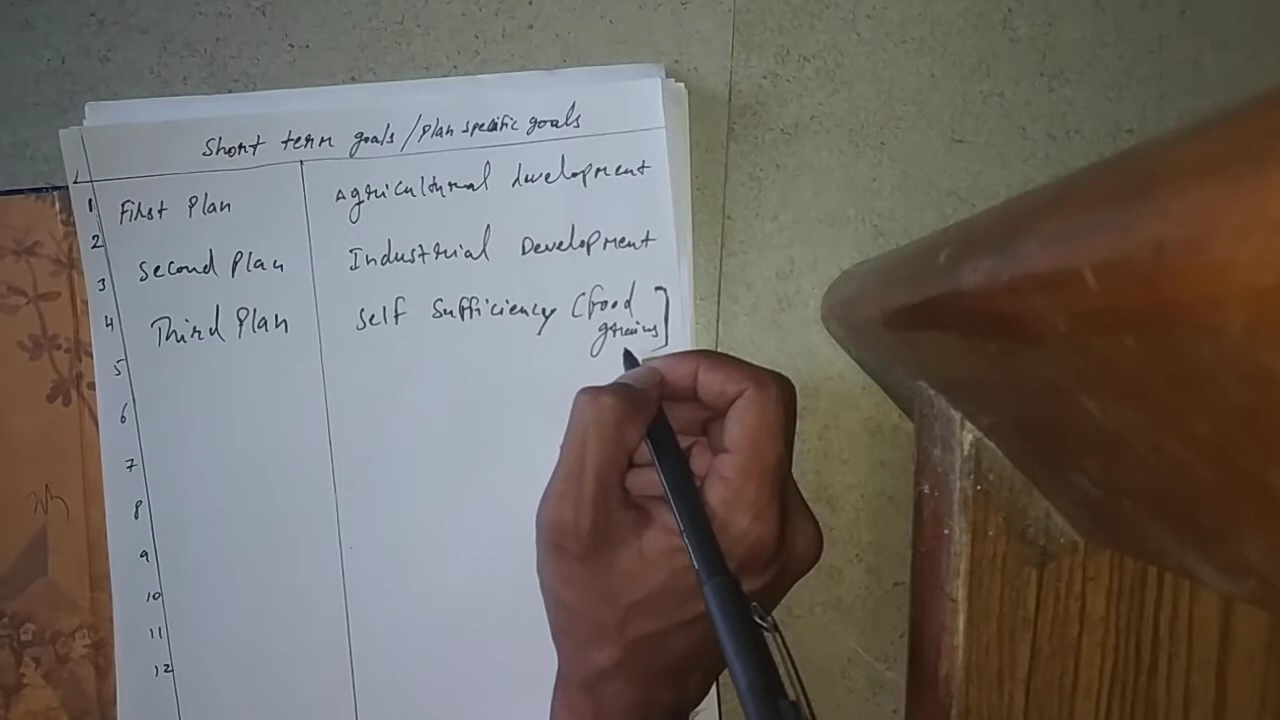 Short term goals/Plan specific goals
1 First Plan Agricultural development
2 Second Plan Industrial Development
3 Third Plan Self Sufficiency (food
4 grains]
5
6
7
8
9
10
11
12